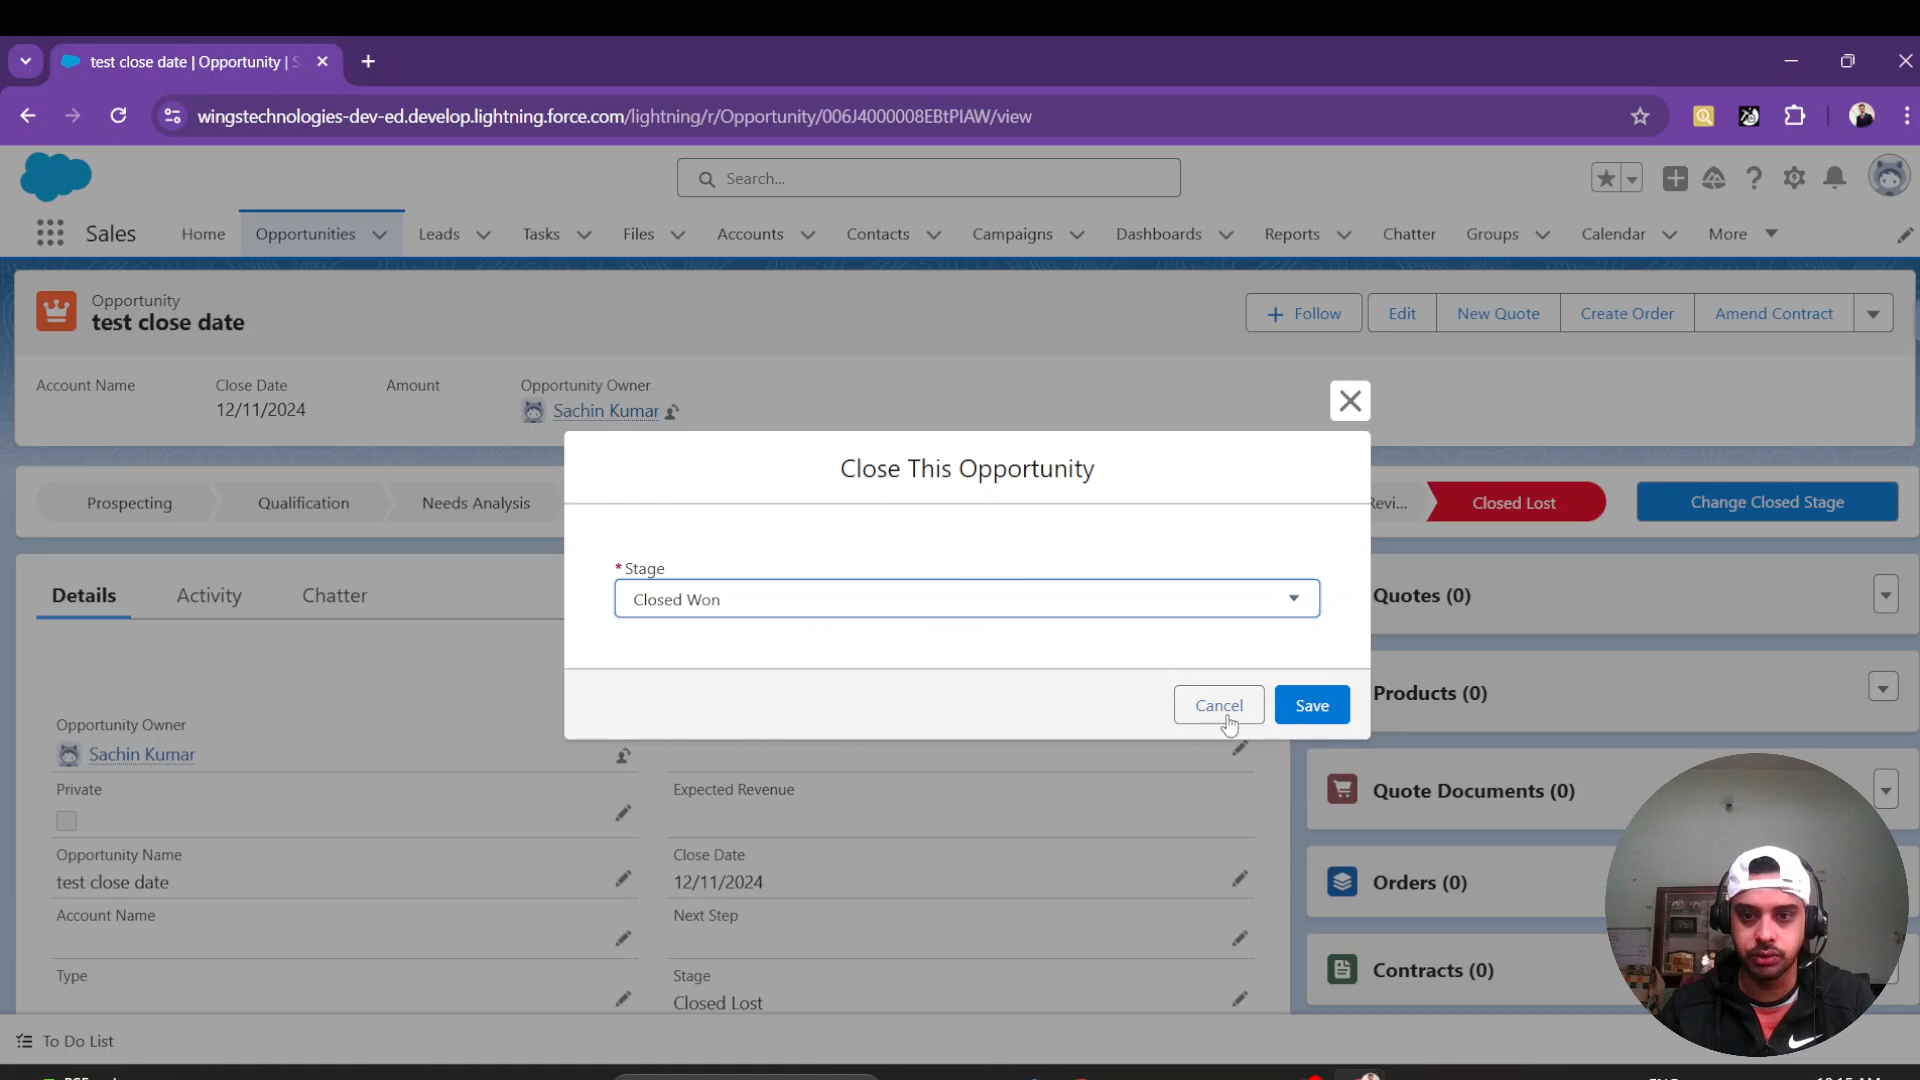 test close date | Opportunity | S
wingstechnologies-dev-ed.develop.lightning.force.com/lightning/r/Opportunity/006J4000008EBtPIAW/view
Search...
Sales
Home
Opportunities
Leads
Tasks
Files
Accounts
Contacts
Campaigns
Dashboards
Reports
Chatter
Groups
Calendar
More
Opportunity
test close date
Follow
Edit
New Quote
Create Order
Amend Contract
Account Name
Close Date
12/11/2024
Amount
Opportunity Owner
Sachin Kumar
Close This Opportunity
Prospecting
Qualification
Needs Analysis
Revi...
Closed Lost
Change Closed Stage
* Stage
Closed Won
Cancel
Save
Details
Activity
Chatter
Opportunity Owner
Sachin Kumar
Private
Expected Revenue
Opportunity Name
test close date
Close Date
12/11/2024
Account Name
Next Step
Type
Stage
Closed Lost
Quotes (0)
Products (0)
Quote Documents (0)
Orders (0)
Contracts (0)
To Do List